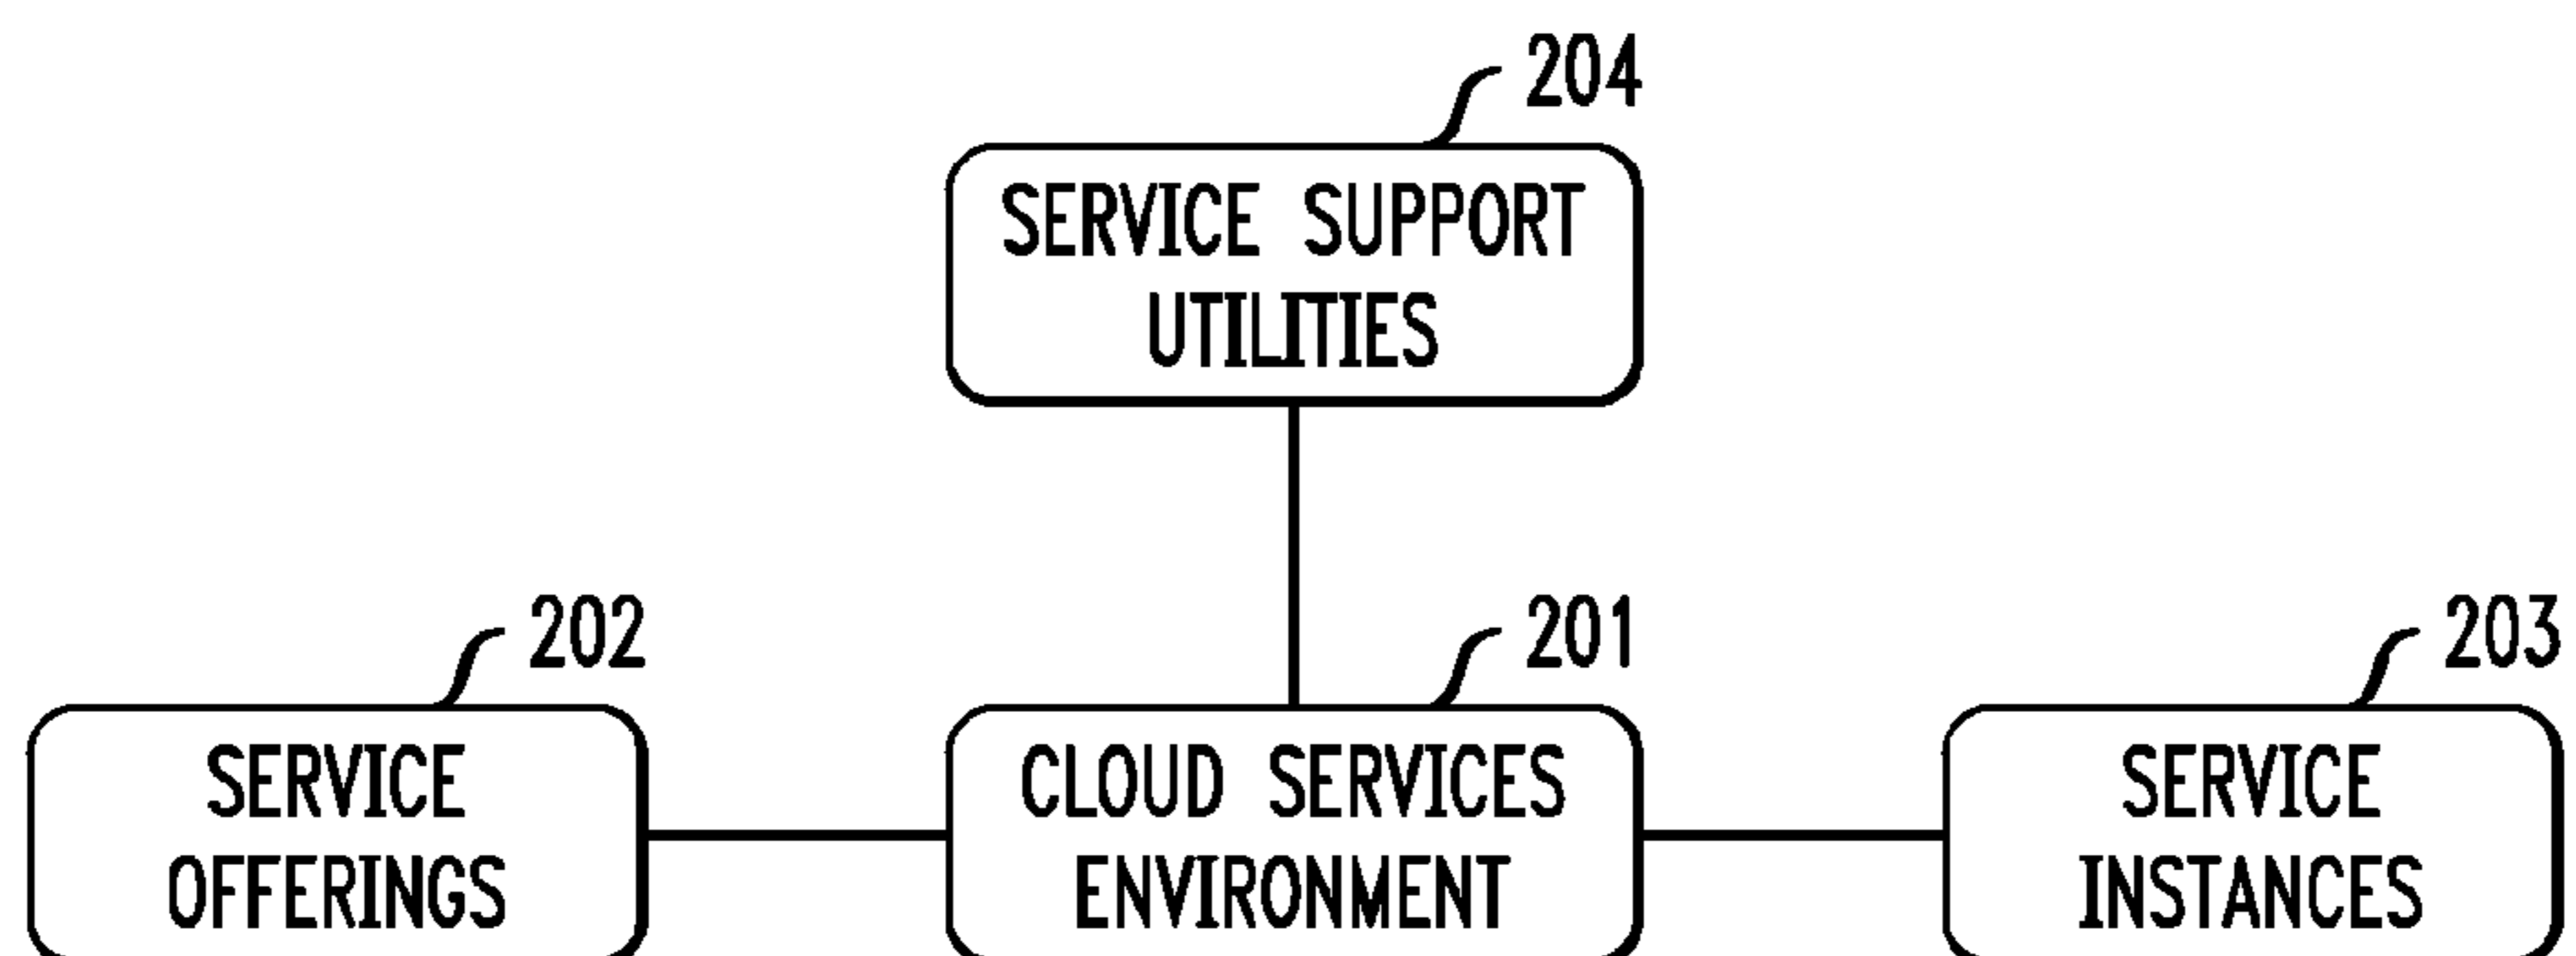 204
SERVICE SUPPORT
UTILITIES
202
201
203
SERVICE
OFFERINGS
CLOUD SERVICES
ENVIRONMENT
SERVICE
INSTANCES